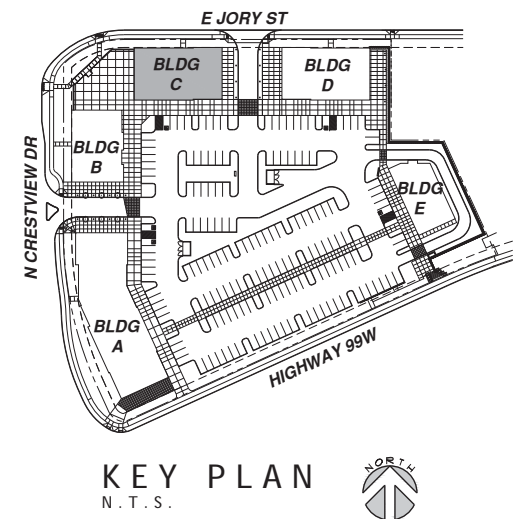 E JORY ST
BLDG
C
BLDG
D
BLDG
B
N CRESTVIEW DR
BLDG
E
BLDG
A
HIGHWAY 99W
KEY PLAN
N.T.S.
NORTH